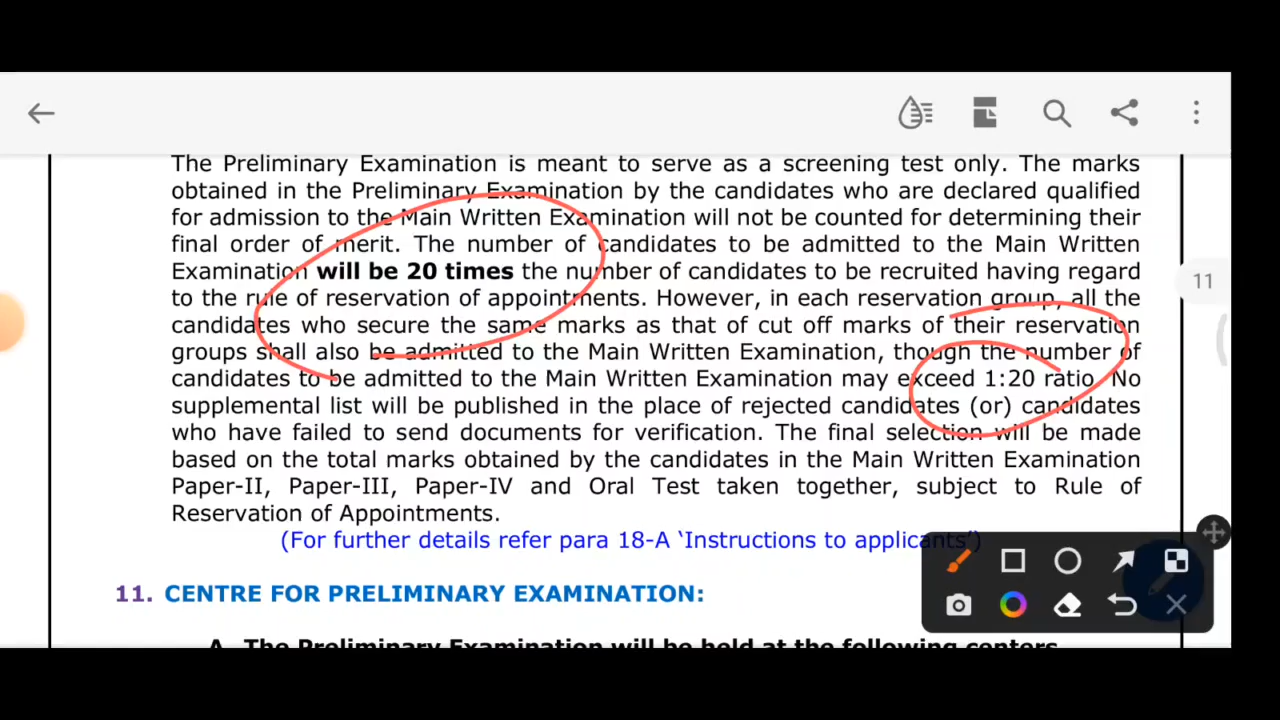 The Preliminary Examination is meant to serve as a screening test only. The marks
obtained in the Preliminary Examination by the candidates who are declared qualified
for admission to the Main Written Examination will not be counted for determining their
final order of merit. The number of candidates to be admitted to the Main Written
Examination will be 20 times the number of candidates to be recruited having regard
to the rule of reservation of appointments. However, in each reservation group, all the
11
candidates who secure the same marks as that of cut off marks of their reservation
groups shall also be admitted to the Main Written Examination, though the number of
candidates to be admitted to the Main Written Examination may exceed 1:20 ratio. No
supplemental list will be published in the place of rejected candidates (or) candidates
who have failed to send documents for verification. The final selection will be made
based on the total marks obtained by the candidates in the Main Written Examination
Paper-II, Paper-III, Paper-IV and Oral Test taken together, subject to Rule of
Reservation of Appointments.
(For further details refer para 18-A ‘Instructions to applicants’)
11. CENTRE FOR PRELIMINARY EXAMINATION:
A. The Preliminary Examination will be held at the following centers